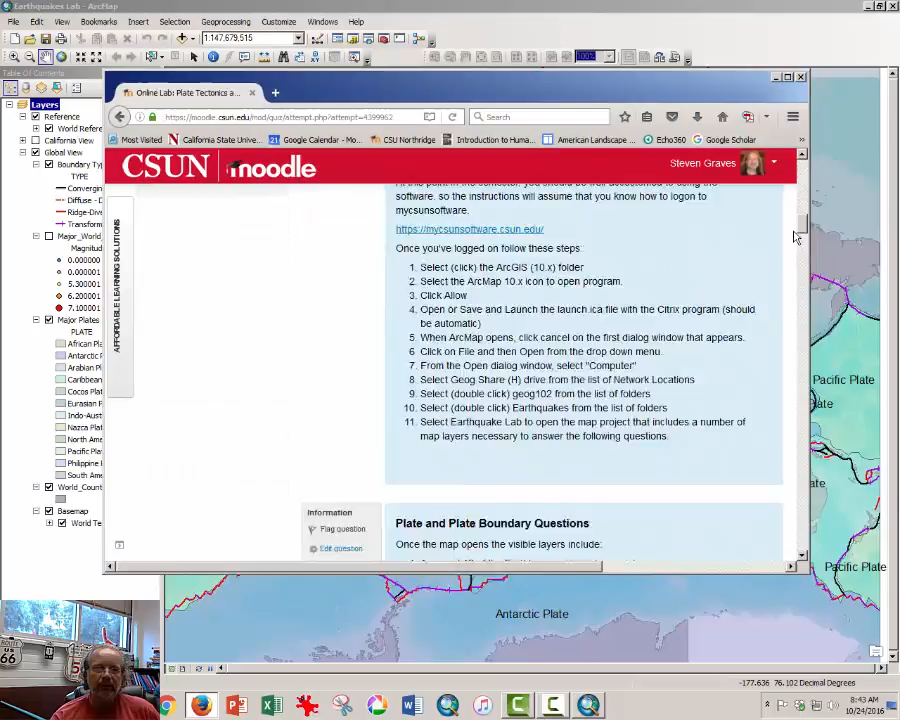 Earthquakes Lab - ArcMap
File Edit View Bookmarks Insert Selection Geoprocessing Customize Windows Help
1:147,679,515
Table Of Contents
Layers
Reference
World Refere
California View
Global View
Boundary Ty
TYPE
Converging
Diffuse - D
Ridge-Dive
Transform
Major_World_
Magnitud
0.000000
0.000001
5.300001
6.200001
7.100001
Major Plates
PLATE
African Pl
Antarctic P
Arabian Pl
Caribbean
Cocos Plat
Eurasian P
Indo-Aust
Nazca Plat
North Ame
Pacific Plat
Philippine P
South Ame
World_Count
Basemap
World Te
Online Lab: Plate Tectonics a... × +
https://moodle.csun.edu/mod/quiz/attempt.php?attempt=4399962
Search
Most Visited California State Unive... Google Calendar - Mo... CSU Northridge Introduction to Huma... American Landscape ... Echo360 Google Scholar
CSUN moodle
Steven Graves
AFFORDABLE LEARNING SOLUTIONS
software. so the instructions will assume that you know how to logon to
mycsunsoftware.
https://mycsunsoftware.csun.edu/
Once you've logged on follow these steps:
1. Select (click) the ArcGIS (10.x) folder
2. Select the ArcMap 10.x icon to open program.
3. Click Allow
4. Open or Save and Launch the launch.ica file with the Citrix program (should
be automatic)
5. When ArcMap opens, click cancel on the first dialog window that appears.
6 Click on File and then Open from the drop down menu.
7. From the Open dialog window, select "Computer"
8. Select Geog Share (H) drive from the list of Network Locations
9. Select (double click) geog102 from the list of folders
10. Select (double click) Earthquakes from the list of folders
11. Select Earthquake Lab to open the map project that includes a number of
map layers necessary to answer the following questions.
Information
Flag question
Edit question
Plate and Plate Boundary Questions
Once the map opens the visible layers include:
Pacific Plate
Plate
Plate
Pacific Plate
Antarctic Plate
-177.636 76.102 Decimal Degrees
ROUTE
66
8:43 AM
10/24/2016